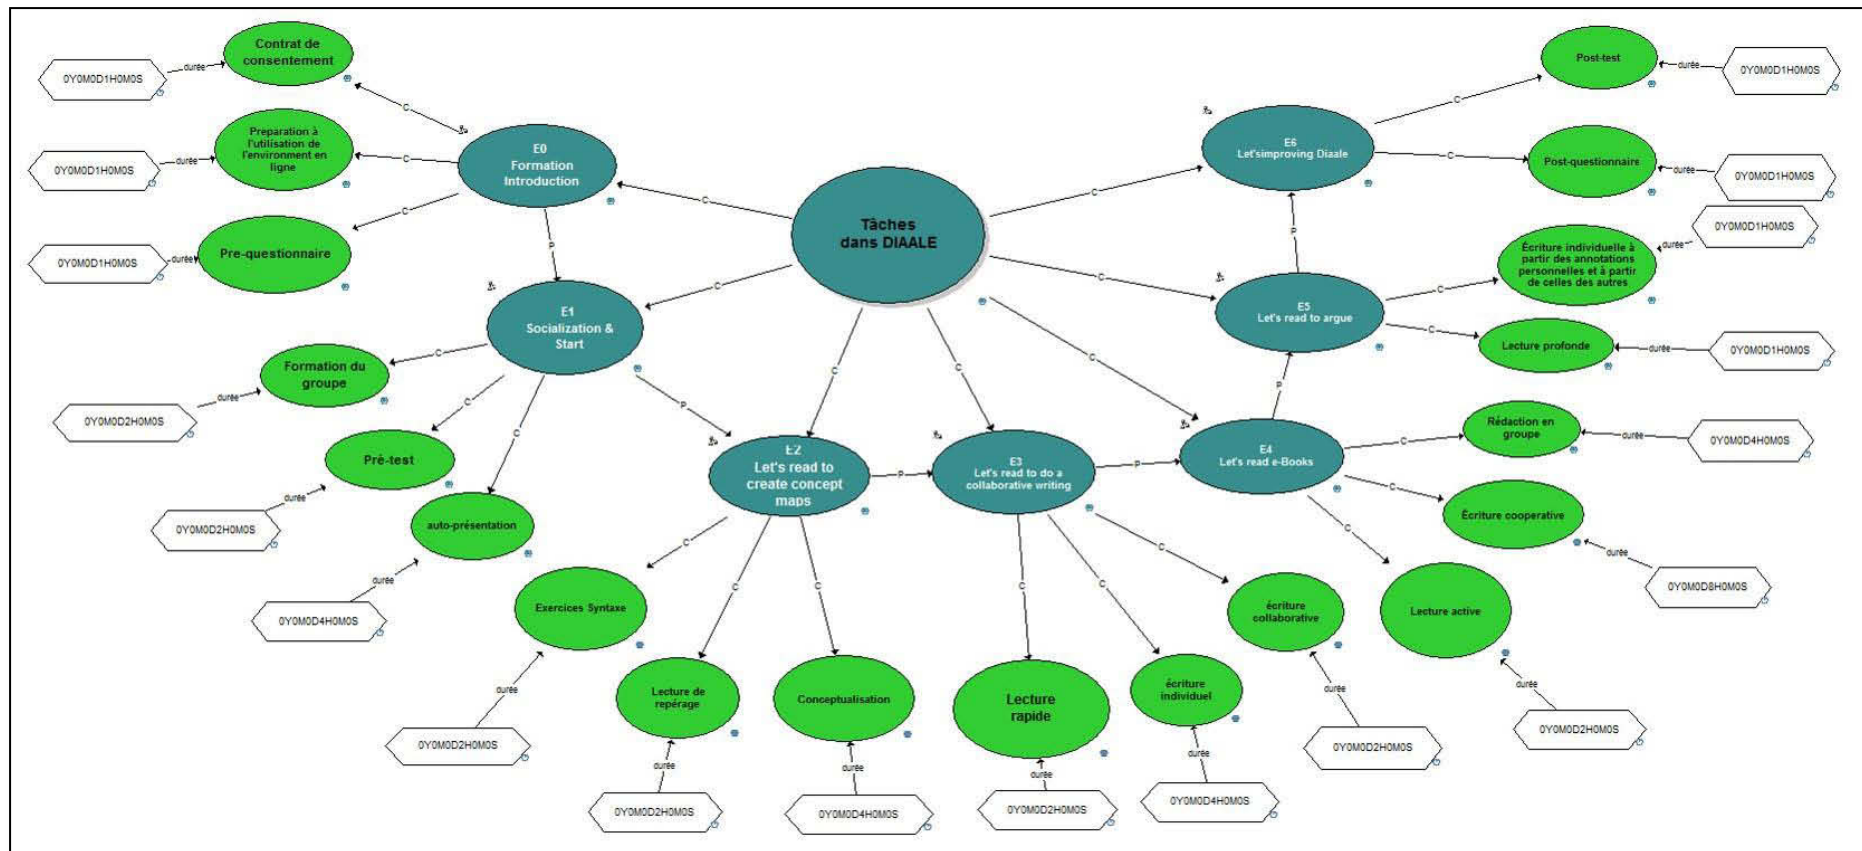 Contrat de
consentement
0Y0M0D1H0M0S
durée
C
Preparation à
l'utilisation de
l'environment en
ligne
0Y0M0D1H0M0S
durée
C
Pre-questionnaire
0Y0M0D1H0M0S
durée
C
E0
Formation
Introduction
C
P
Tâches
dans DIAALE
E1
Socialization &
Start
C
Formation du
groupe
C
0Y0M0D2H0M0S
durée
Pré-test
C
0Y0M0D2H0M0S
durée
auto-présentation
C
0Y0M0D4H0M0S
durée
P
E2
Let's read to
create concept
maps
C
Exercices Syntaxe
C
0Y0M0D2H0M0S
durée
Lecture de
repérage
C
durée
0Y0M0D2H0M0S
Conceptualisation
C
durée
0Y0M0D4H0M0S
P
E3
Let's read to do a
collaborative writing
C
Lecture
rapide
C
durée
0Y0M0D2H0M0S
écriture
individuel
C
durée
0Y0M0D4H0M0S
écriture
collaborative
C
durée
0Y0M0D2H0M0S
P
E4
Let's read e-Books
C
Rédaction en
groupe
C
durée
0Y0M0D4H0M0S
Écriture cooperative
C
durée
0Y0M0D8H0M0S
Lecture active
C
durée
0Y0M0D2H0M0S
P
E5
Let's read to argue
C
Écriture individuelle à
partir des annotations
personnelles et à partir
de celles des autres
C
durée
0Y0M0D1H0M0S
Lecture profonde
C
durée
0Y0M0D1H0M0S
P
E6
Let'simproving Diaale
C
Post-test
C
durée
0Y0M0D1H0M0S
Post-questionnaire
C
durée
0Y0M0D1H0M0S